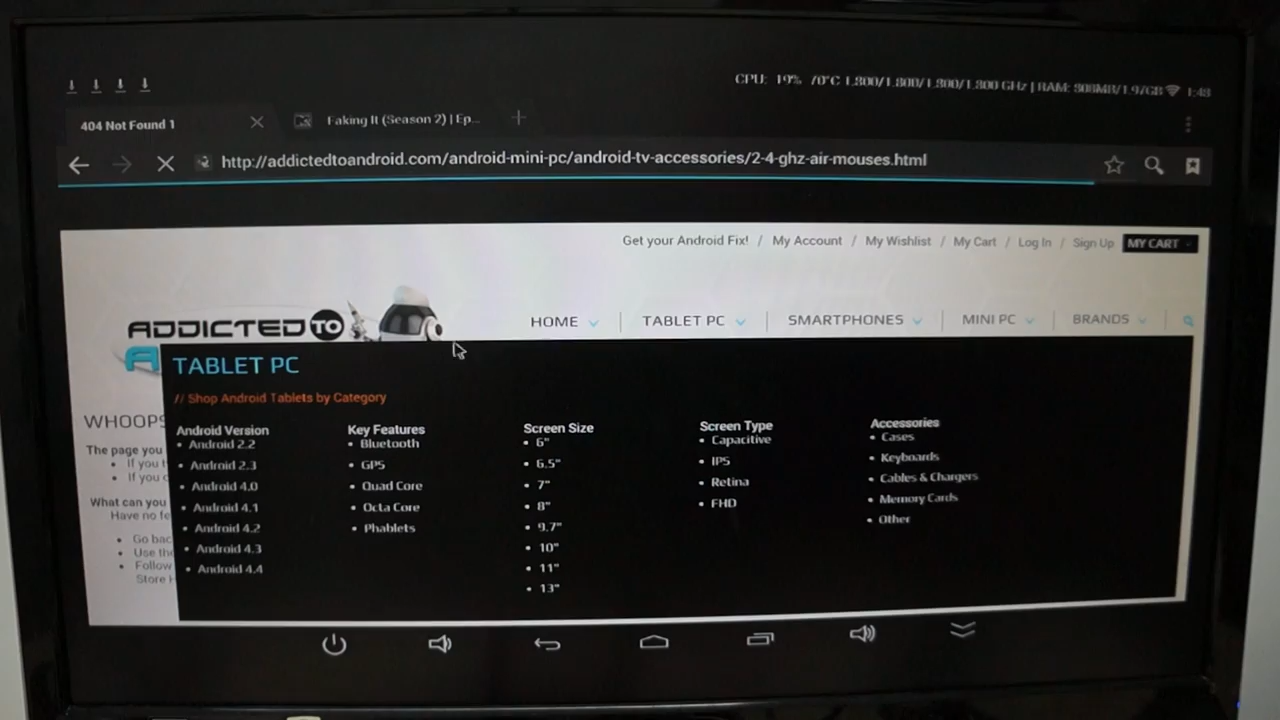 CPU: 19% 70°C 1.800/1.800/1.800/1.800 GHz | RAM: 808MB/1.97GB 1:48
404 Not Found 1
Faking It (Season 2) | Ep...
http://addictedtoandroid.com/android-mini-pc/android-tv-accessories/2-4-ghz-air-mouses.html
Get your Android Fix! / My Account / My Wishlist / My Cart / Log In / Sign Up MY CART
ADDICTED TO
A
HOME TABLET PC SMARTPHONES MINI PC BRANDS
TABLET PC
// Shop Android Tablets by Category
Android Version
Android 2.2
Android 2.3
Android 4.0
Android 4.1
Android 4.2
Android 4.3
Android 4.4
Key Features
Bluetooth
GPS
Quad Core
Octa Core
Phablets
Screen Size
6"
6.5"
7"
8"
9.7"
10"
11"
13"
Screen Type
Capacitive
IPS
Retina
FHD
Accessories
Cases
Keyboards
Cables & Chargers
Memory Cards
Other
WHOOPS
The page you
If you t
If you c
What can you
Have no fe
Go bac
Use the
Follow
Store H